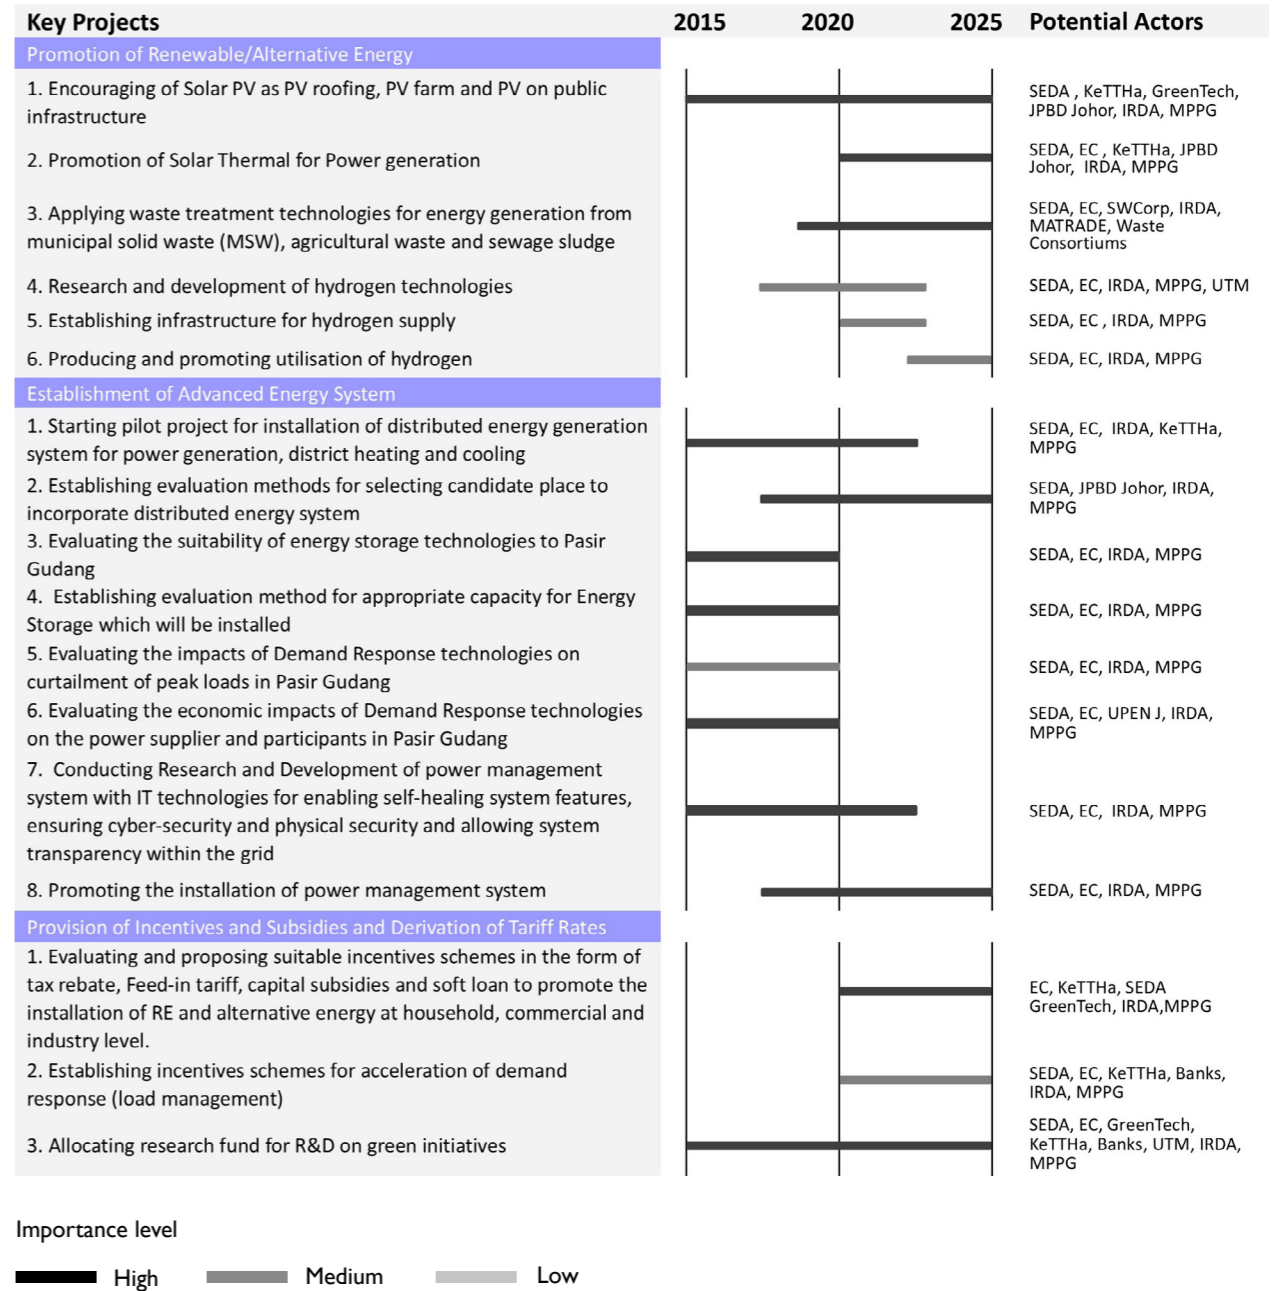 Key Projects 2015 2020 2025 Potential Actors
Promotion of Renewable/Alternative Energy
1. Encouraging of Solar PV as PV roofing, PV farm and PV on public
infrastructure
SEDA , KeTTHa, GreenTech,
JPBD Johor, IRDA, MPPG
2. Promotion of Solar Thermal for Power generation
SEDA, EC , KeTTHa, JPBD
Johor, IRDA, MPPG
3. Applying waste treatment technologies for energy generation from
municipal solid waste (MSW), agricultural waste and sewage sludge
SEDA, EC, SWCorp, IRDA,
MATRADE, Waste
Consortiums
4. Research and development of hydrogen technologies
SEDA, EC, IRDA, MPPG, UTM
5. Establishing infrastructure for hydrogen supply
SEDA, EC , IRDA, MPPG
6. Producing and promoting utilisation of hydrogen
SEDA, EC, IRDA, MPPG
Establishment of Advanced Energy System
1. Starting pilot project for installation of distributed energy generation
system for power generation, district heating and cooling
SEDA, EC, IRDA, KeTTHa,
MPPG
2. Establishing evaluation methods for selecting candidate place to
incorporate distributed energy system
SEDA, JPBD Johor, IRDA,
MPPG
3. Evaluating the suitability of energy storage technologies to Pasir
Gudang
SEDA, EC, IRDA, MPPG
4. Establishing evaluation method for appropriate capacity for Energy
Storage which will be installed
SEDA, EC, IRDA, MPPG
5. Evaluating the impacts of Demand Response technologies on
curtailment of peak loads in Pasir Gudang
SEDA, EC, IRDA, MPPG
6. Evaluating the economic impacts of Demand Response technologies
on the power supplier and participants in Pasir Gudang
SEDA, EC, UPEN J, IRDA,
MPPG
7. Conducting Research and Development of power management
system with IT technologies for enabling self-healing system features,
ensuring cyber-security and physical security and allowing system
transparency within the grid
SEDA, EC, IRDA, MPPG
8. Promoting the installation of power management system
SEDA, EC, IRDA, MPPG
Provision of Incentives and Subsidies and Derivation of Tariff Rates
1. Evaluating and proposing suitable incentives schemes in the form of
tax rebate, Feed-in tariff, capital subsidies and soft loan to promote the
installation of RE and alternative energy at household, commercial and
industry level.
EC, KeTTHa, SEDA
GreenTech, IRDA,MPPG
2. Establishing incentives schemes for acceleration of demand
response (load management)
SEDA, EC, KeTTHa, Banks,
IRDA, MPPG
3. Allocating research fund for R&D on green initiatives
SEDA, EC, GreenTech,
KeTTHa, Banks, UTM, IRDA,
MPPG
Importance level
High Medium Low